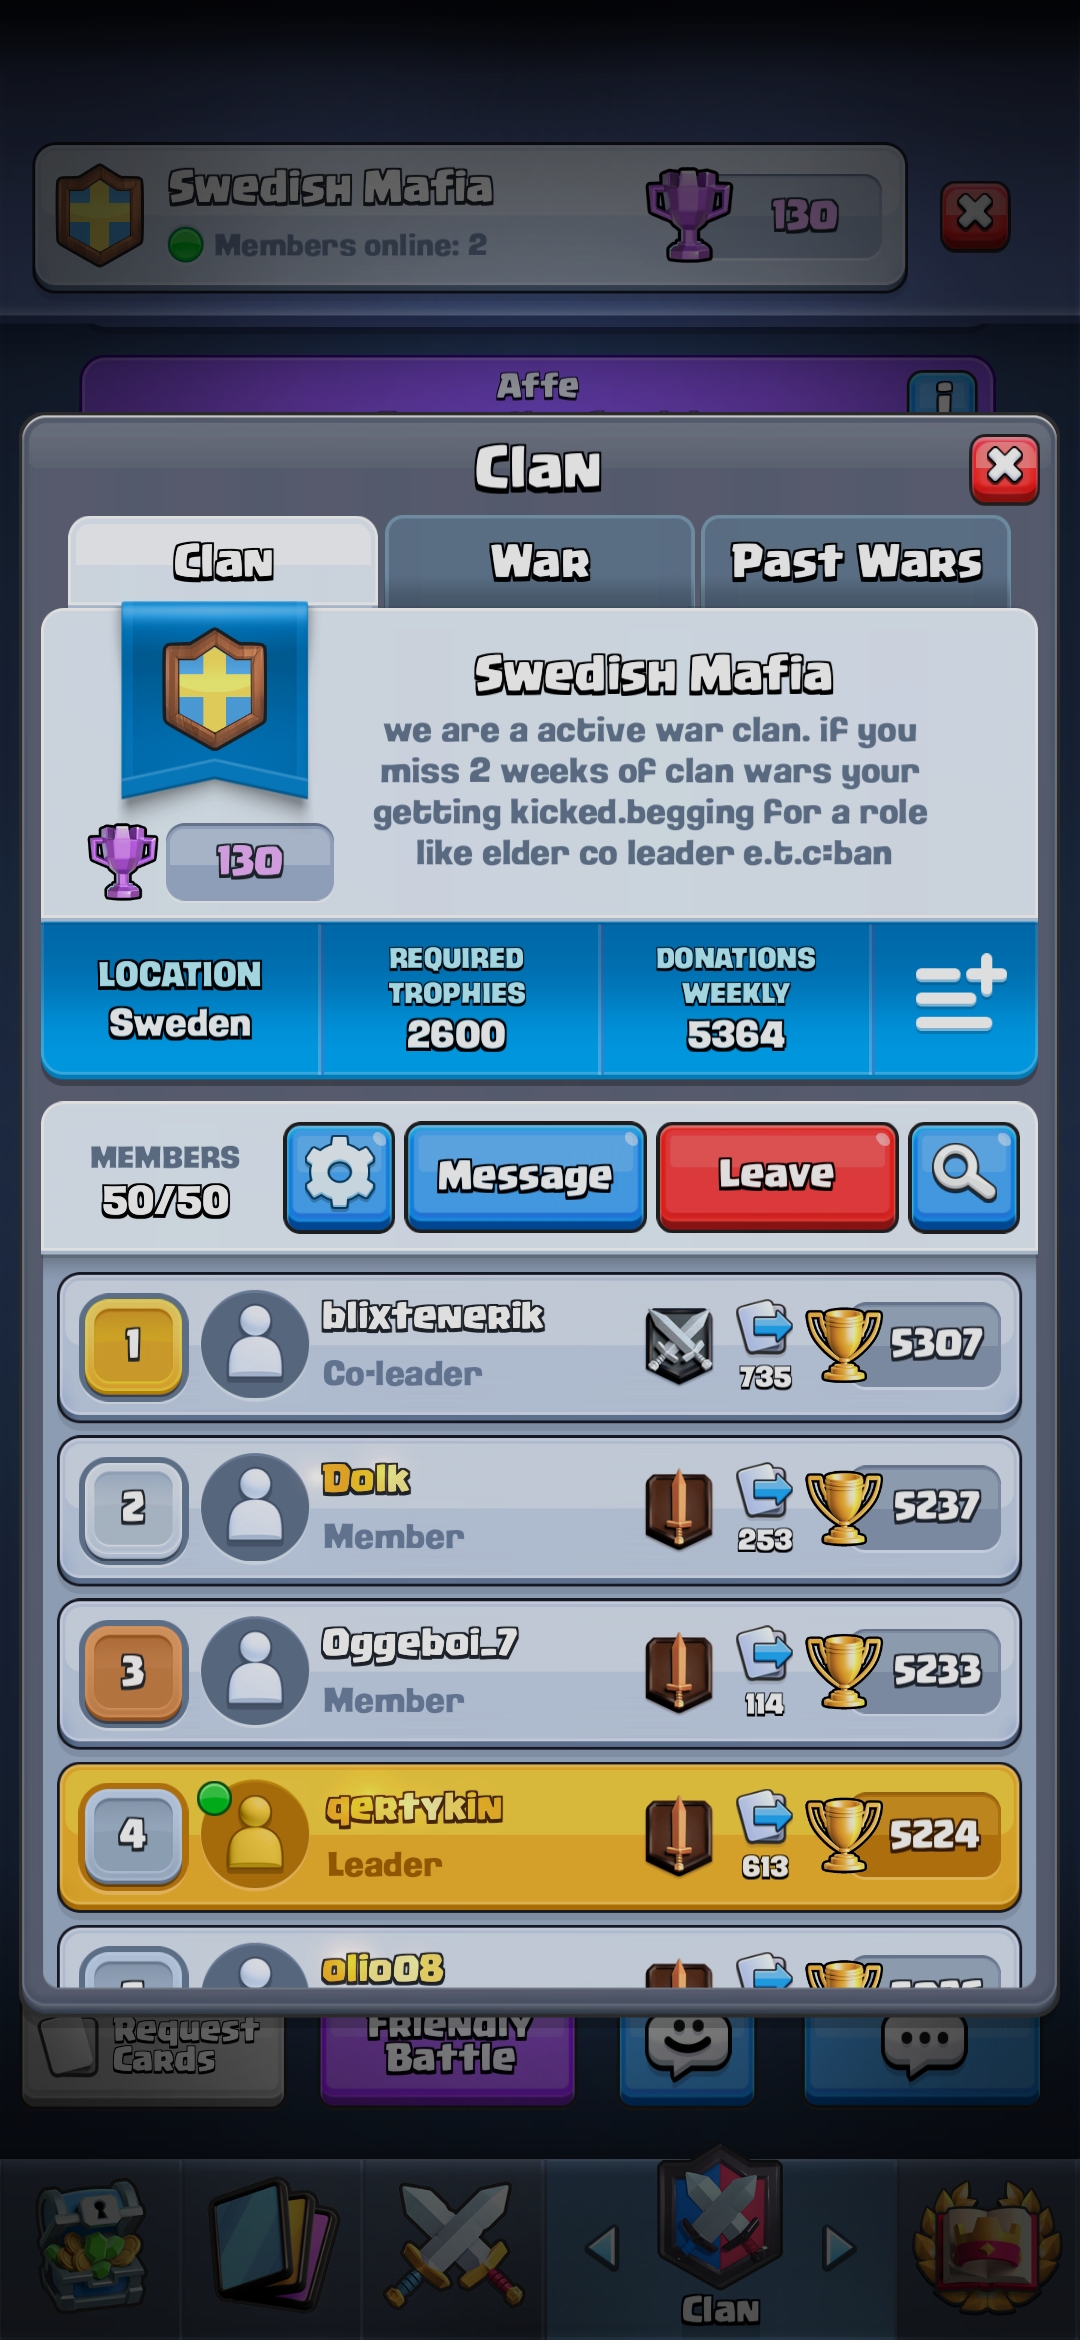 Swedish Mafia
Members online: 2
130
Affe
Clan
Clan
War
Past Wars
Swedish Mafia
we are a active war clan. if you
miss 2 weeks of clan wars your
getting kicked.begging for a role
like elder co leader e.t.c:ban
130
LOCATION
Sweden
REQUIRED
TROPHIES
2600
DONATIONS
WEEKLY
5364
MEMBERS
50/50
Message
Leave
1
blixtenerik
Co-leader
735
5307
2
Dolk
Member
253
5237
3
Oggeboi_7
Member
114
5233
4
qertykin
Leader
613
5224
olio08
Request
Cards
Friendly
Battle
Clan